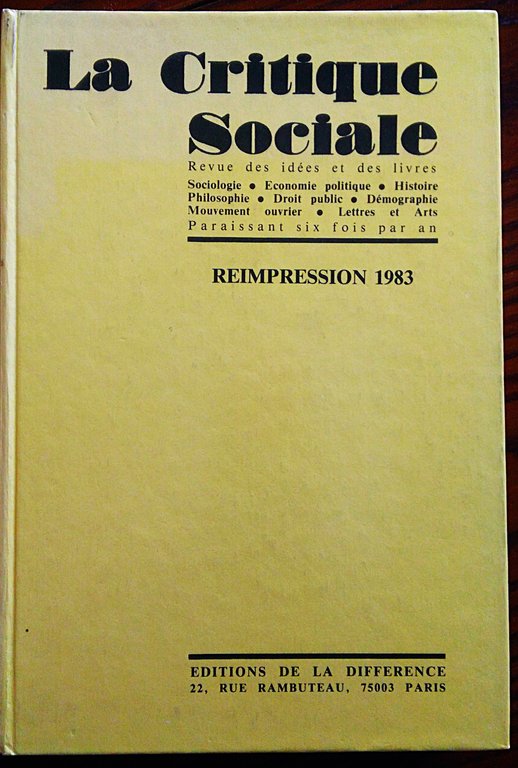 La Critique
Sociale
Revue des idées et des livres
Sociologie • Economie politique • Histoire
Philosophie • Droit public • Démographie
Mouvement ouvrier • Lettres et Arts
Paraissant six fois par an
REIMPRESSION 1983
EDITIONS DE LA DIFFERENCE
22, RUE RAMBUTEAU, 75003 PARIS